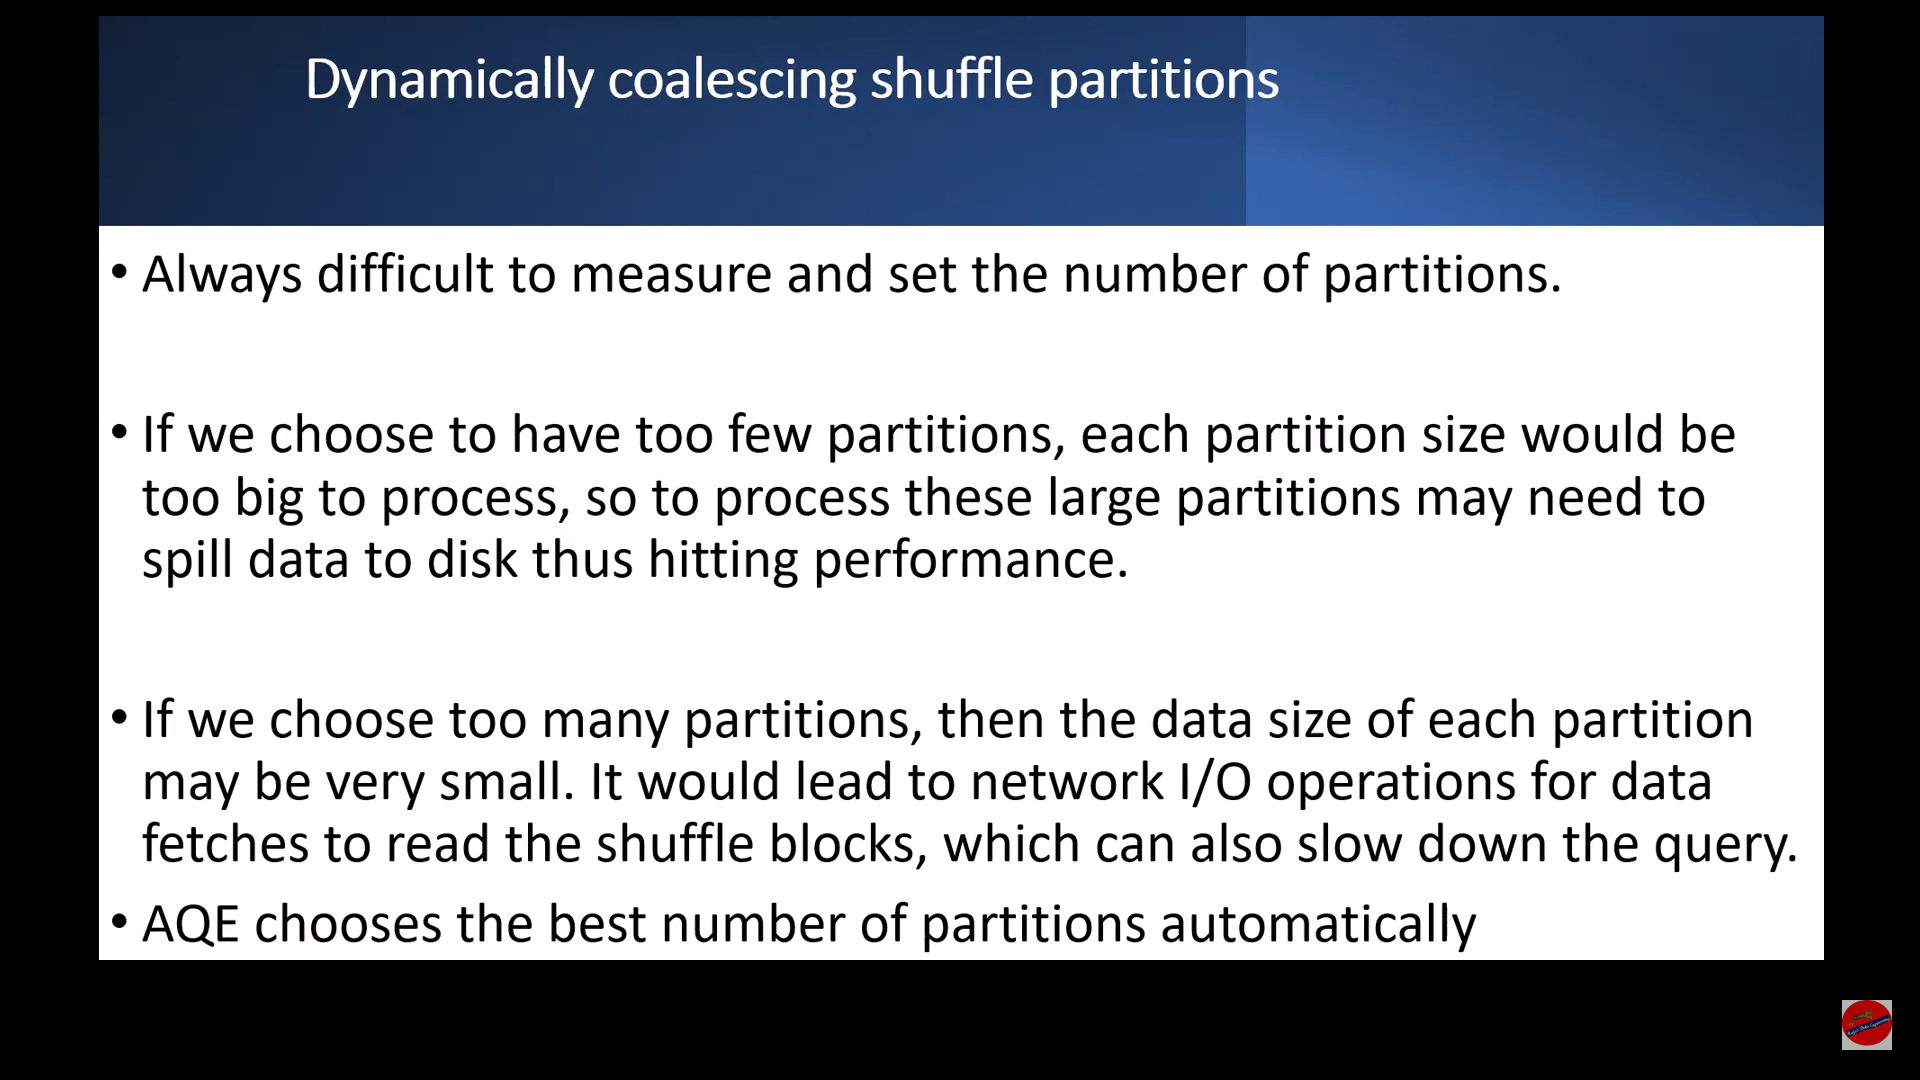 Dynamically coalescing shuffle partitions
• Always difficult to measure and set the number of partitions.
• If we choose to have too few partitions, each partition size would be
too big to process, so to process these large partitions may need to
spill data to disk thus hitting performance.
• If we choose too many partitions, then the data size of each partition
may be very small. It would lead to network I/O operations for data
fetches to read the shuffle blocks, which can also slow down the query.
• AQE chooses the best number of partitions automatically